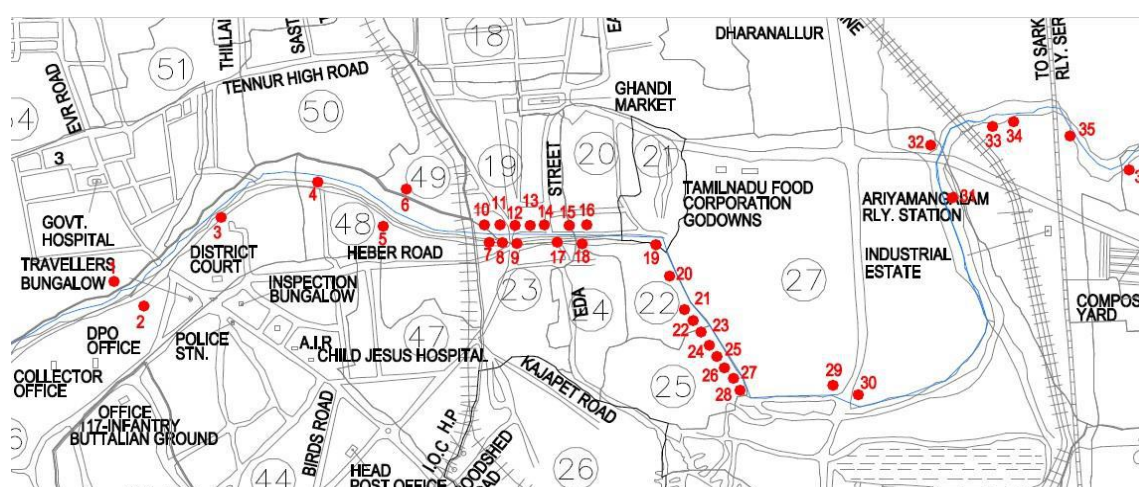 18
DHARANALLUR
TO SARK
RLY. SER
51
TENNUR HIGH ROAD
EVR ROAD
THILLAI
SAST
50
GHANDI
MARKET
34
33
35
32
3
49
19
STREET
20
21
TAMILNADU FOOD
CORPORATION
GODOWNS
ARIYAMANGALAM
RLY. STATION
31
4
6
GOVT.
HOSPITAL
3
48
5
10
11
12
13
14
15
16
HEBER ROAD
7
8
9
17
18
19
DISTRICT
COURT
INDUSTRIAL
ESTATE
TRAVELLERS
BUNGALOW
1
2
INSPECTION
BUNGALOW
23
EDA
24
22
20
27
COMPOS
YARD
DPO
OFFICE
POLICE
STN.
A.I.R
CHILD JESUS HOSPITAL
47
21
22
23
24
25
26
27
28
29
30
COLLECTOR
OFFICE
KAJAPET ROAD
25
OFFICE
117-INFANTRY
BUTTALIAN GROUND
BIRDS ROAD
I.O.C H.P
44
HEAD
POST OFFICE
26